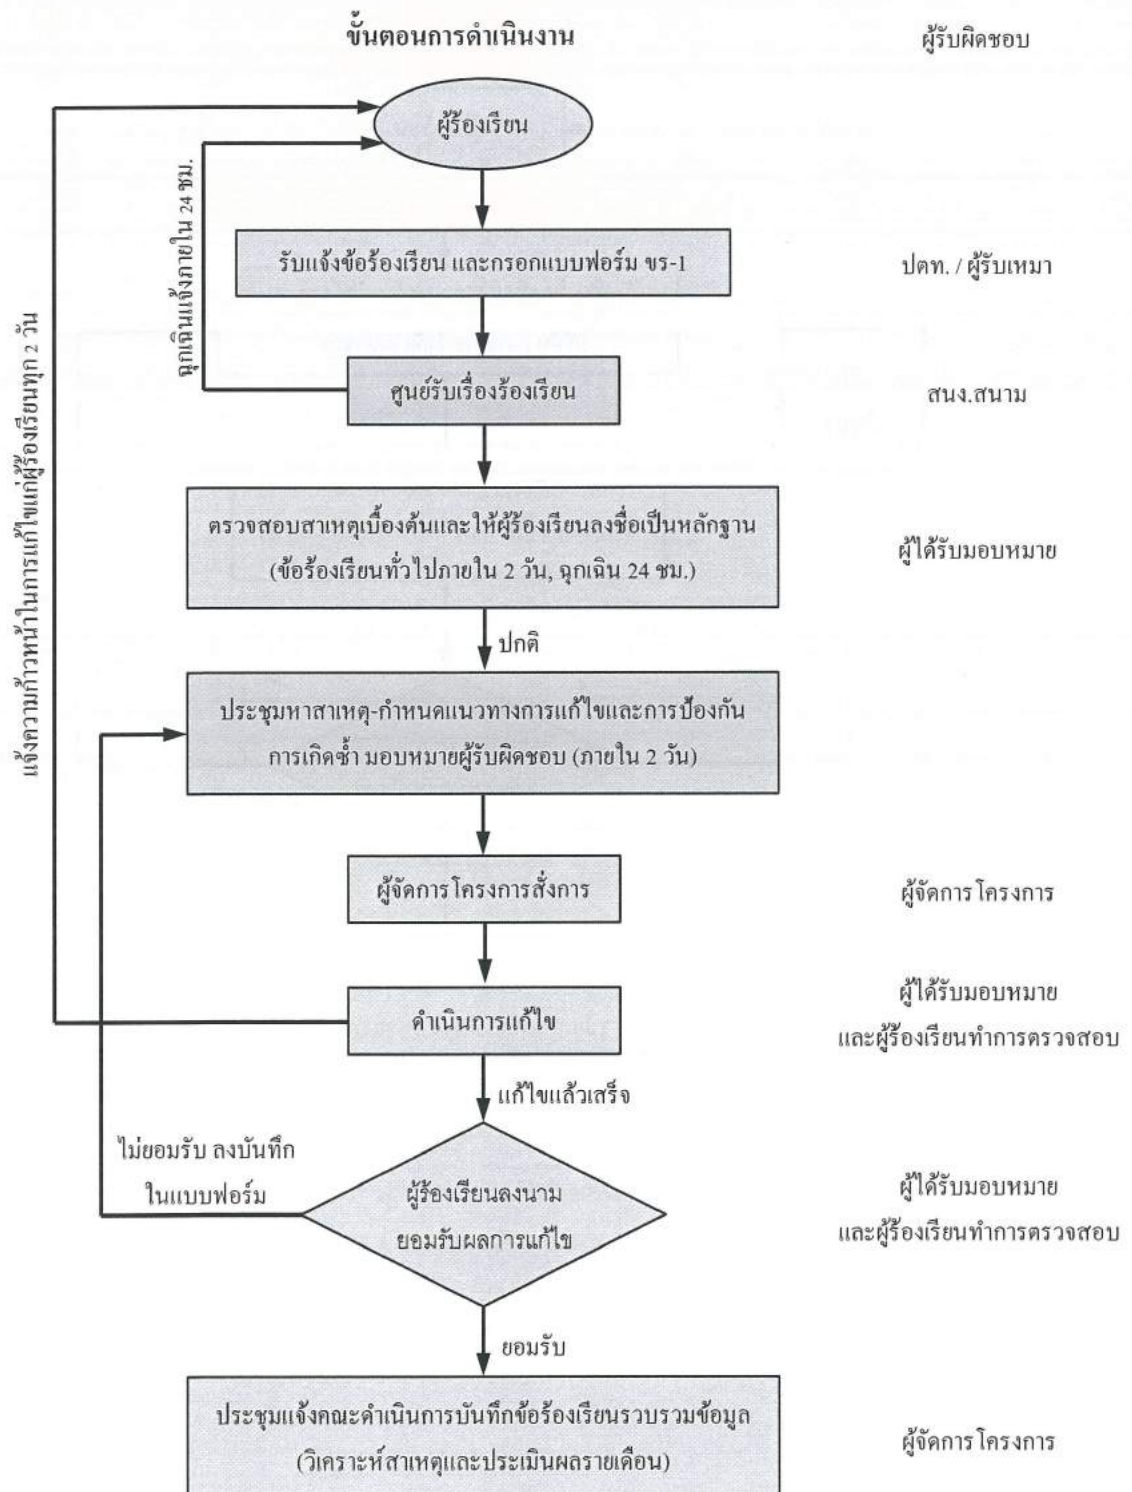 ขั้นตอนการดำเนินงาน
ผู้รับผิดชอบ
ผู้ร้องเรียน
รับแจ้งข้อร้องเรียน และกรอกแบบฟอร์ม ขร-1
ปตท. / ผู้รับเหมา
ฉุกเฉินแจ้งภายใน 24 ชม.
ศูนย์รับเรื่องร้องเรียน
สนง.สนาม
แจ้งความก้าวหน้าในการแก้ไขแก่ผู้ร้องเรียนทุก 2 วัน
ตรวจสอบสาเหตุเบื้องต้นและให้ผู้ร้องเรียนลงชื่อเป็นหลักฐาน
(ข้อร้องเรียนทั่วไปภายใน 2 วัน, ฉุกเฉิน 24 ชม.)
ผู้ได้รับมอบหมาย
ปกติ
ประชุมหาสาเหตุ-กำหนดแนวทางการแก้ไขและการป้องกัน
การเกิดซ้ำ มอบหมายผู้รับผิดชอบ (ภายใน 2 วัน)
ผู้จัดการโครงการสั่งการ
ผู้จัดการโครงการ
ดำเนินการแก้ไข
ผู้ได้รับมอบหมาย
และผู้ร้องเรียนทำการตรวจสอบ
แก้ไขแล้วเสร็จ
ไม่ยอมรับ ลงบันทึก
ในแบบฟอร์ม
ผู้ร้องเรียนลงนาม
ยอมรับผลการแก้ไข
ผู้ได้รับมอบหมาย
และผู้ร้องเรียนทำการตรวจสอบ
ยอมรับ
ประชุมแจ้งคณะดำเนินการบันทึกข้อร้องเรียนรวบรวมข้อมูล
(วิเคราะห์สาเหตุและประเมินผลรายเดือน)
ผู้จัดการโครงการ